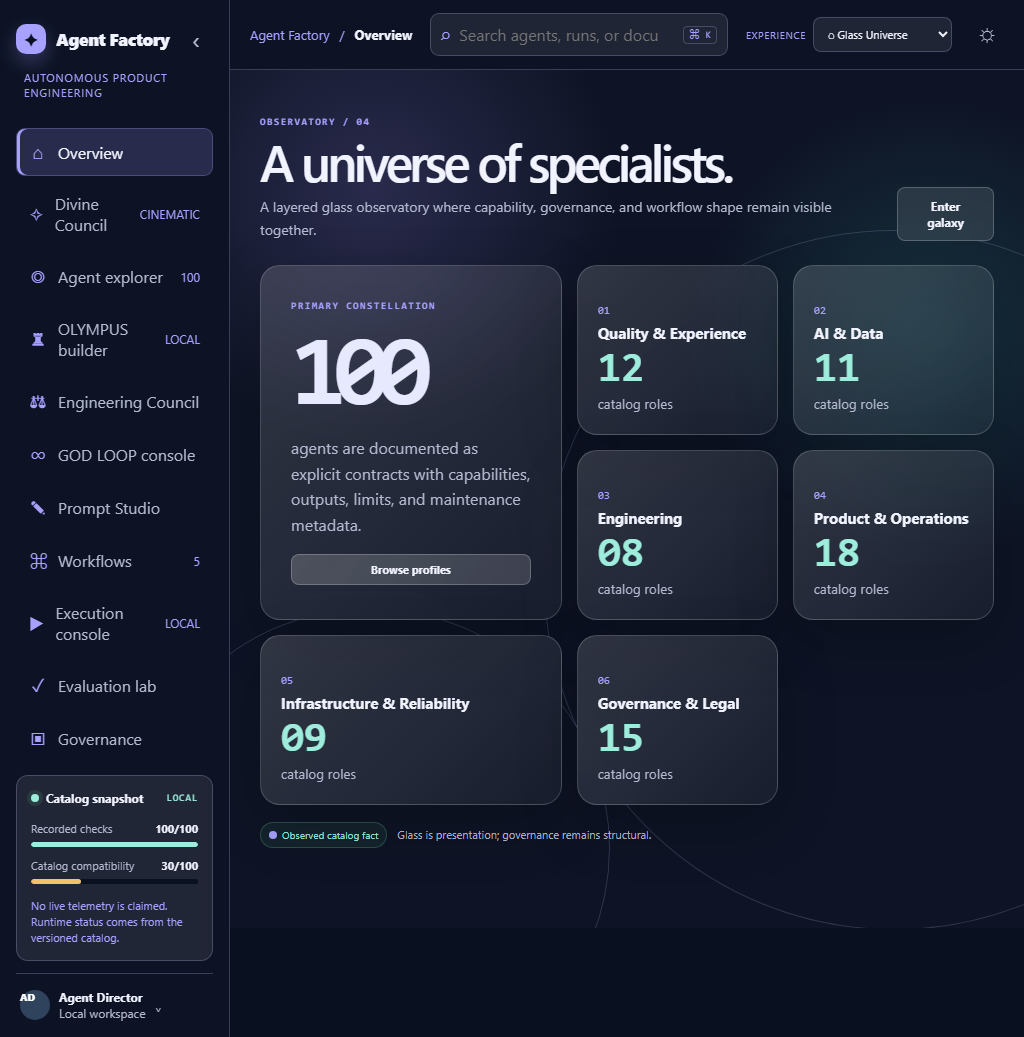 Agent Factory
AUTONOMOUS PRODUCT
ENGINEERING
Overview
Divine
Council
CINEMATIC
Agent explorer 100
OLYMPUS
builder
LOCAL
Engineering Council
GOD LOOP console
Prompt Studio
Workflows 5
Execution
console
LOCAL
Evaluation lab
Governance
Catalog snapshot LOCAL
Recorded checks 100/100
Catalog compatibility 30/100
No live telemetry is claimed.
Runtime status comes from the
versioned catalog.
AD
Agent Director
Local workspace
Agent Factory / Overview
Search agents, runs, or docu
⌘ K
EXPERIENCE
Glass Universe
OBSERVATORY / 04
A universe of specialists.
A layered glass observatory where capability, governance, and workflow shape remain visible
together.
Enter
galaxy
PRIMARY CONSTELLATION
100
agents are documented as
explicit contracts with capabilities,
outputs, limits, and maintenance
metadata.
Browse profiles
01
Quality & Experience
12
catalog roles
02
AI & Data
11
catalog roles
03
Engineering
08
catalog roles
04
Product & Operations
18
catalog roles
05
Infrastructure & Reliability
09
catalog roles
06
Governance & Legal
15
catalog roles
Observed catalog fact
Glass is presentation; governance remains structural.